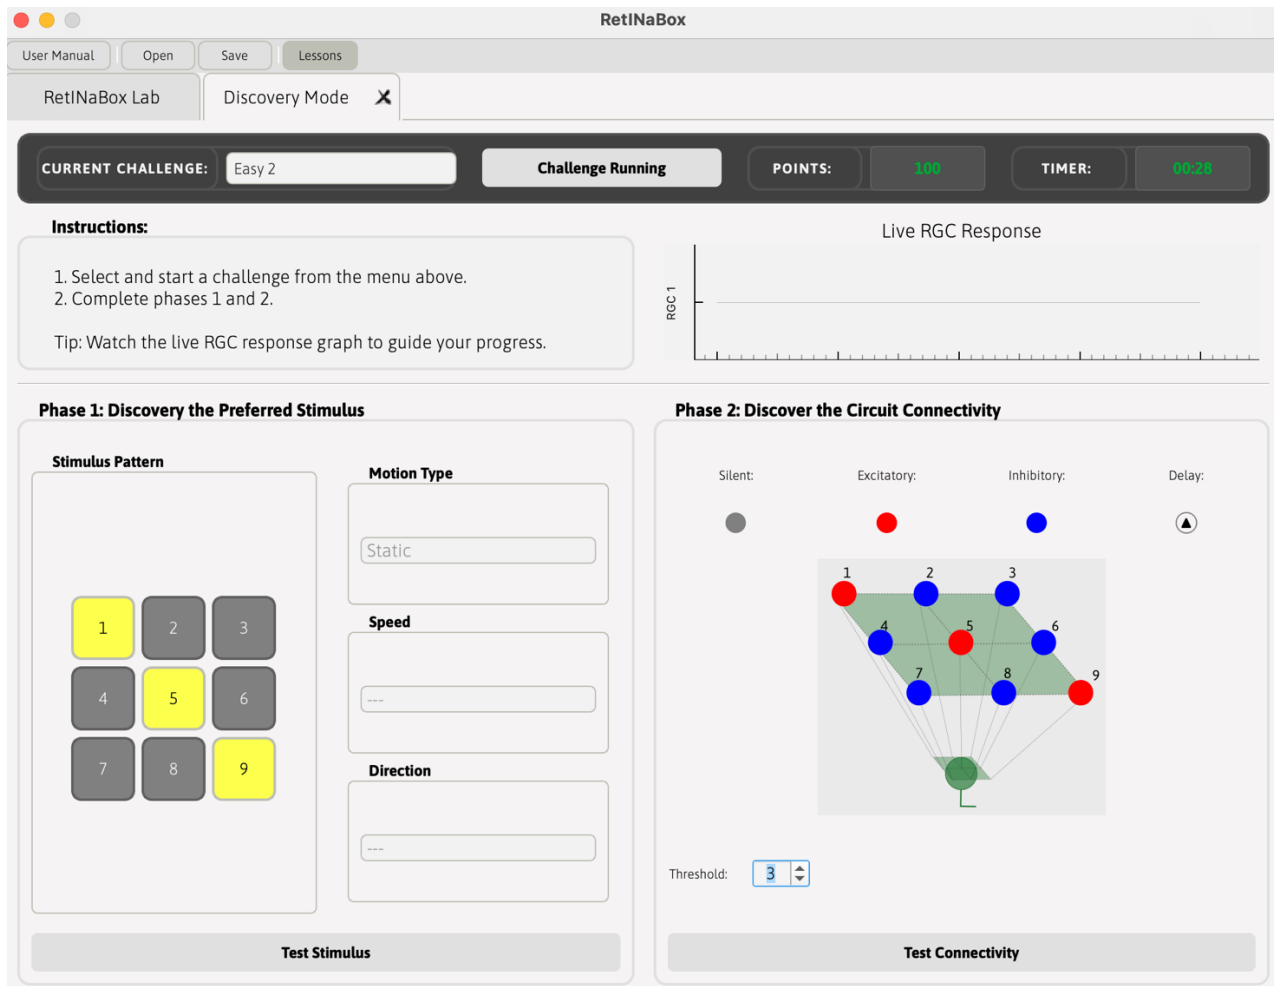 RetINaBox
User Manual
Open
Save
Lessons
RetINaBox Lab
Discovery Mode
CURRENT CHALLENGE:
Easy 2
Challenge Running
POINTS:
100
TIMER:
00:28
Instructions:
1. Select and start a challenge from the menu above.
2. Complete phases 1 and 2.
Tip: Watch the live RGC response graph to guide your progress.
Live RGC Response
RGC 1
Phase 1: Discovery the Preferred Stimulus
Stimulus Pattern
1 2 3
4 5 6
7 8 9
Motion Type
Static
Speed
---
Direction
---
Test Stimulus
Phase 2: Discover the Circuit Connectivity
Silent:
Excitatory:
Inhibitory:
Delay:
1 2 3
4 5 6
7 8 9
Threshold:
3
Test Connectivity